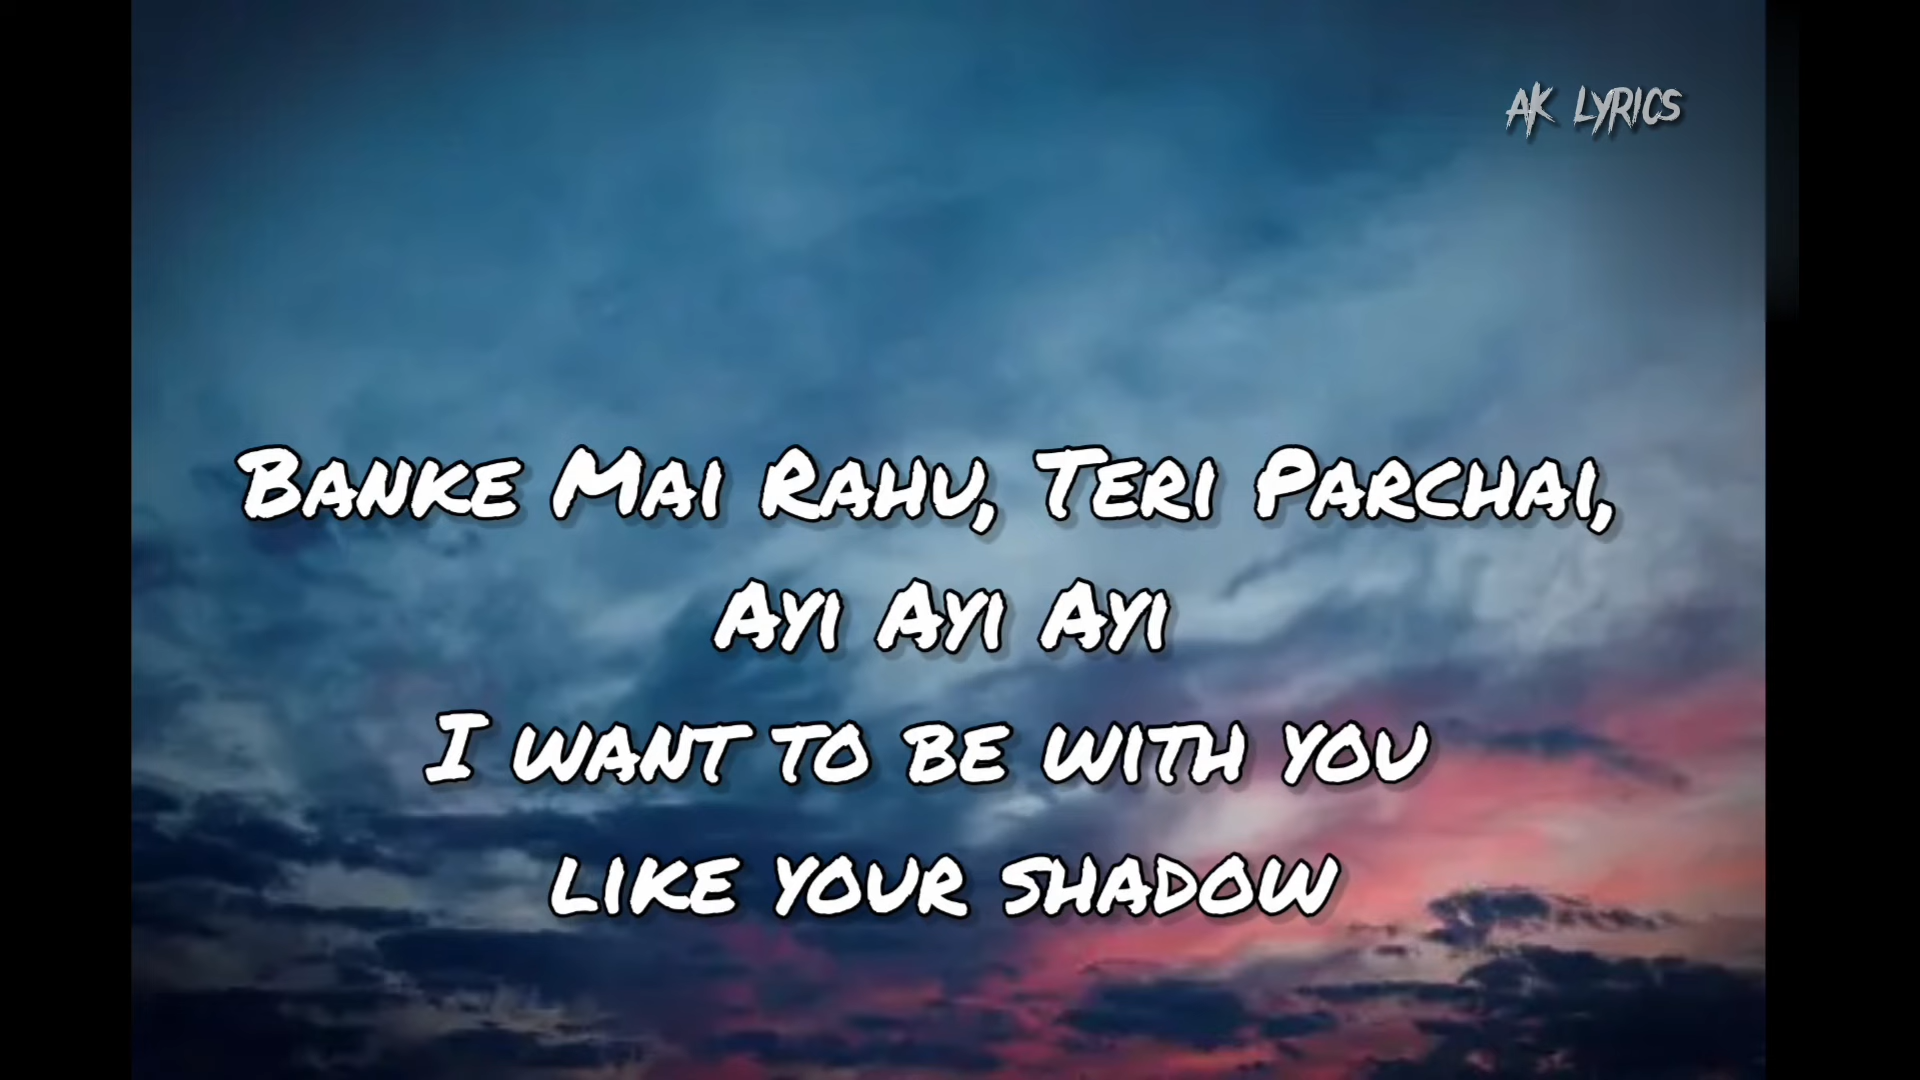 AK LYRICS
BANKE MAI RAHU, TERI PARCHAI,
AYI AYI AYI
I WANT TO BE WITH YOU
LIKE YOUR SHADOW